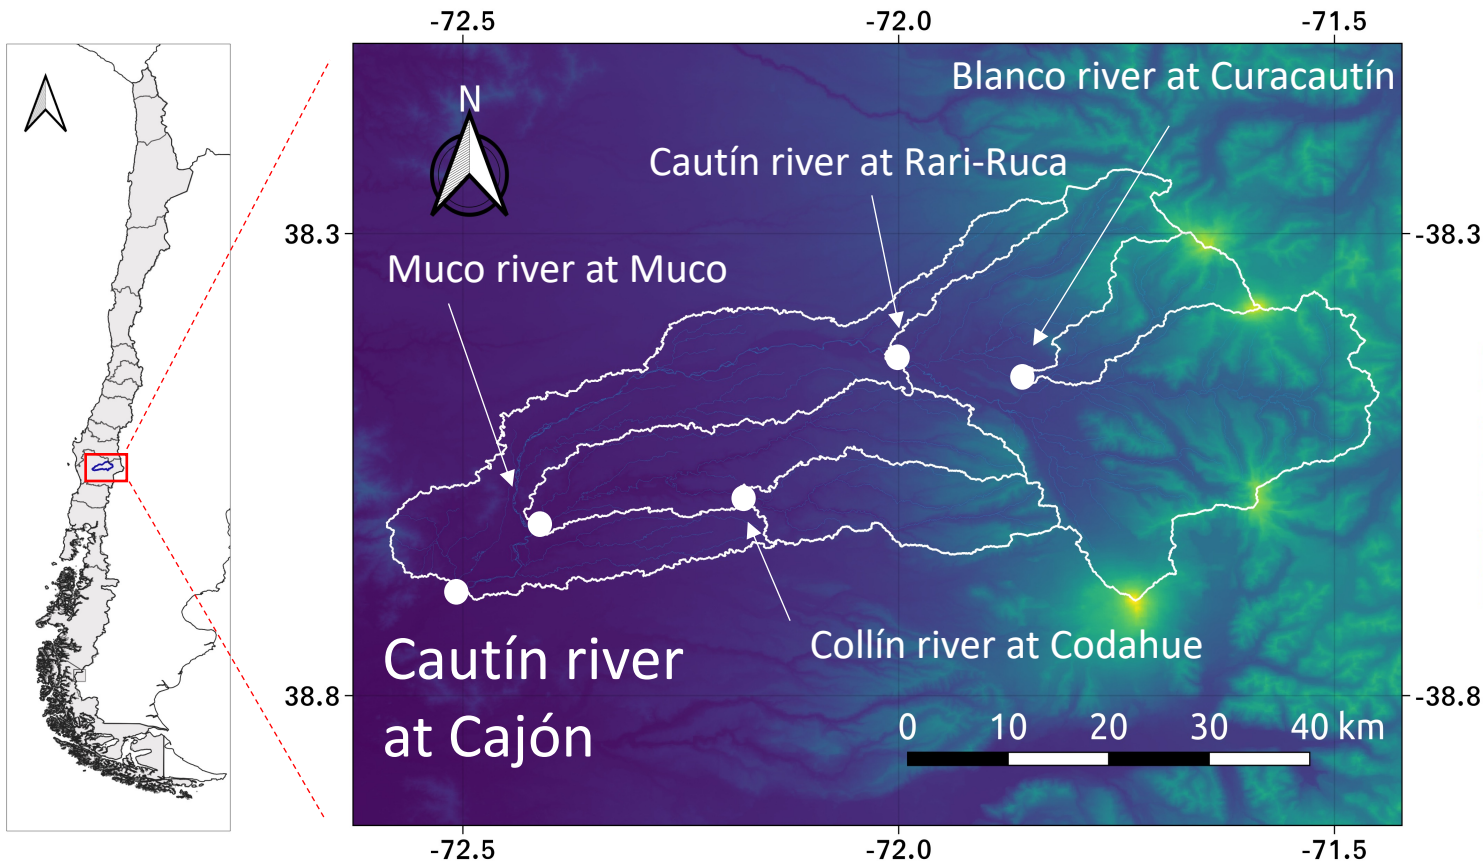 -72.5
-72.0
-71.5
Blanco river at Curacautín
N
Cautín river at Rari-Ruca
38.3
-38.3
Muco river at Muco
Collín river at Codahue
Cautín river
at Cajón
38.8
-38.8
0 10 20 30 40 km
-72.5
-72.0
-71.5